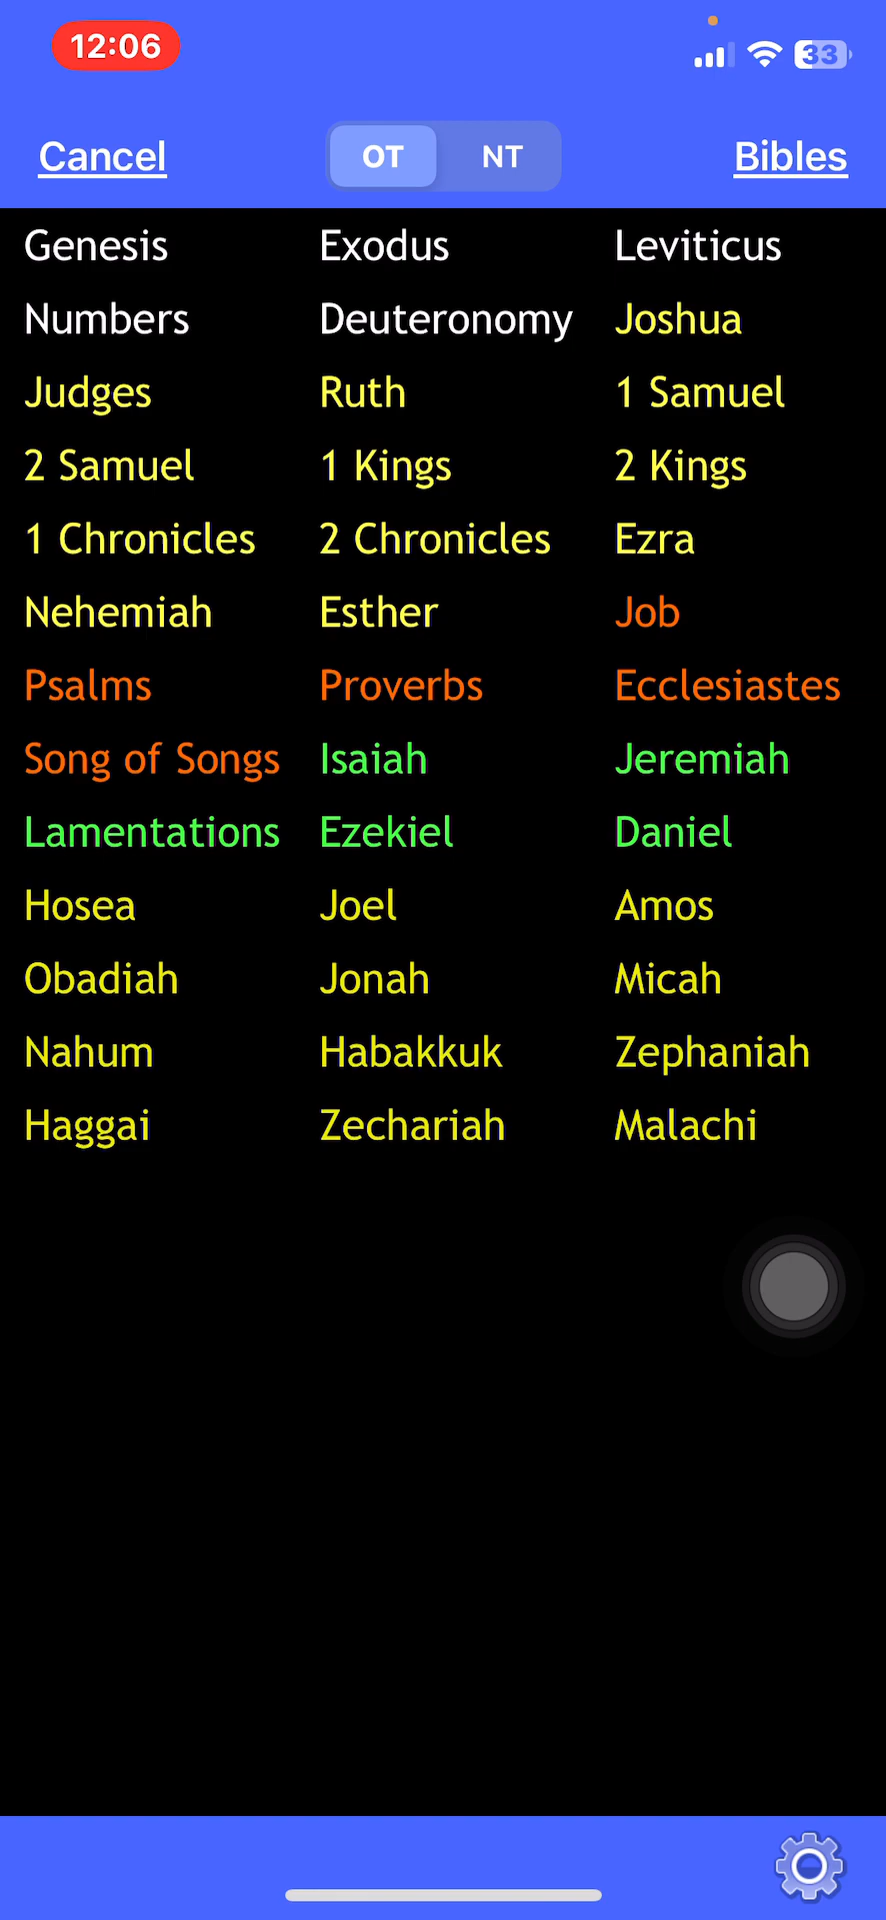 12:06 33
Cancel OT NT Bibles
Genesis Exodus Leviticus
Numbers Deuteronomy Joshua
Judges Ruth 1 Samuel
2 Samuel 1 Kings 2 Kings
1 Chronicles 2 Chronicles Ezra
Nehemiah Esther Job
Psalms Proverbs Ecclesiastes
Song of Songs Isaiah Jeremiah
Lamentations Ezekiel Daniel
Hosea Joel Amos
Obadiah Jonah Micah
Nahum Habakkuk Zephaniah
Haggai Zechariah Malachi